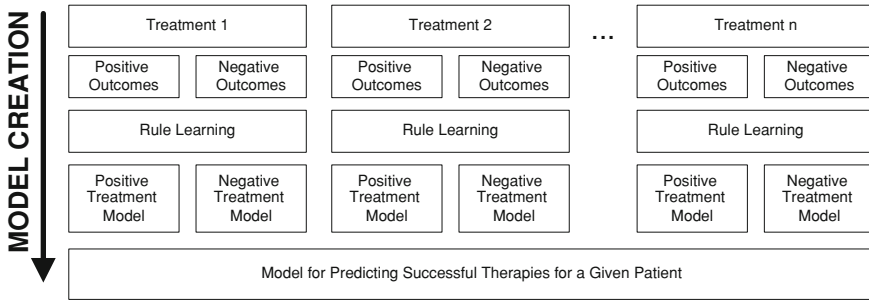 MODEL CREATION
Treatment 1
Treatment 2
...
Treatment n
Positive
Outcomes
Negative
Outcomes
Positive
Outcomes
Negative
Outcomes
Positive
Outcomes
Negative
Outcomes
Rule Learning
Rule Learning
Rule Learning
Positive
Treatment
Model
Negative
Treatment
Model
Positive
Treatment
Model
Negative
Treatment
Model
Positive
Treatment
Model
Negative
Treatment
Model
Model for Predicting Successful Therapies for a Given Patient